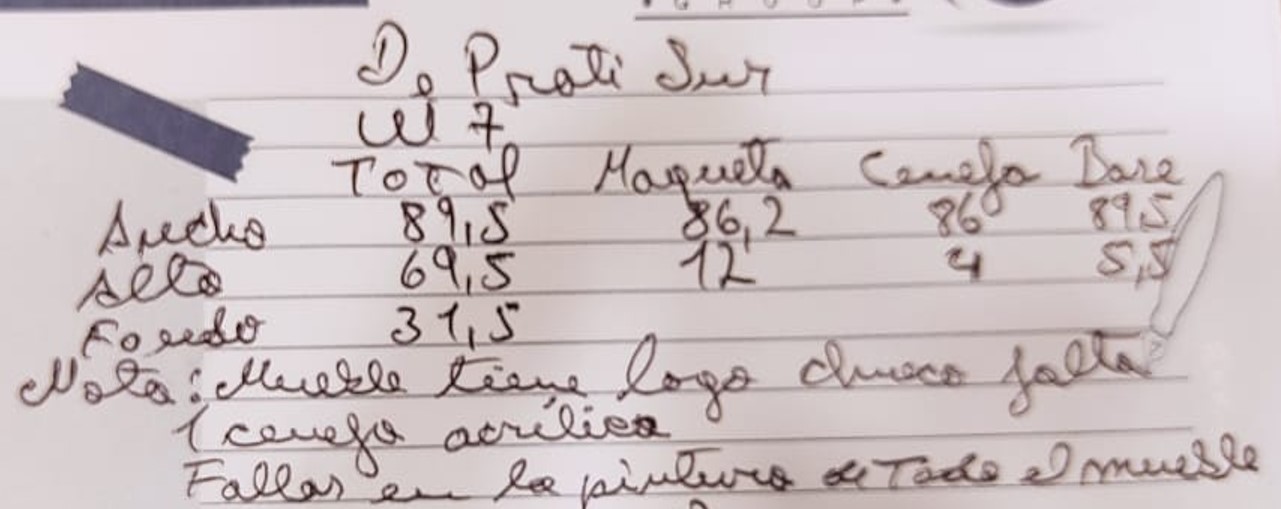 De Prati Sur
W 7
Total Maqueta Cenefa Base
Ancho 89,5 86,2 86 89,5
Alto 69,5 12 4 5,5
Fondo 31,5
Nota: Mueble tiene logo chueco falta
1 cenefa acrílica
Fallas en la pintura de Todo el mueble